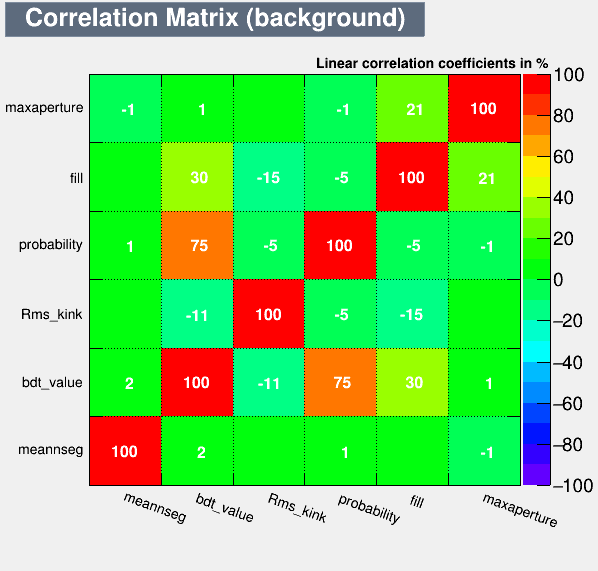 Correlation Matrix (background)
Linear correlation coefficients in %
maxaperture -1 1 -1 21 100
fill 30 -15 -5 100 21
probability 1 75 -5 100 -5 -1
Rms_kink -11 100 -5 -15
bdt_value 2 100 -11 75 30 1
meannseg 100 2 1 -1
meannseg bdt_value Rms_kink probability fill maxaperture
100
80
60
40
20
0
−20
−40
−60
−80
−100